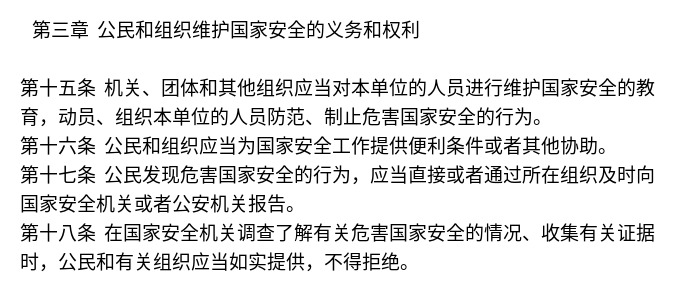 第三章 公民和组织维护国家安全的义务和权利
第十五条 机关、团体和其他组织应当对本单位的人员进行维护国家安全的教
育，动员、组织本单位的人员防范、制止危害国家安全的行为。
第十六条 公民和组织应当为国家安全工作提供便利条件或者其他协助。
第十七条 公民发现危害国家安全的行为，应当直接或者通过所在组织及时向
国家安全机关或者公安机关报告。
第十八条 在国家安全机关调查了解有关危害国家安全的情况、收集有关证据
时，公民和有关组织应当如实提供，不得拒绝。